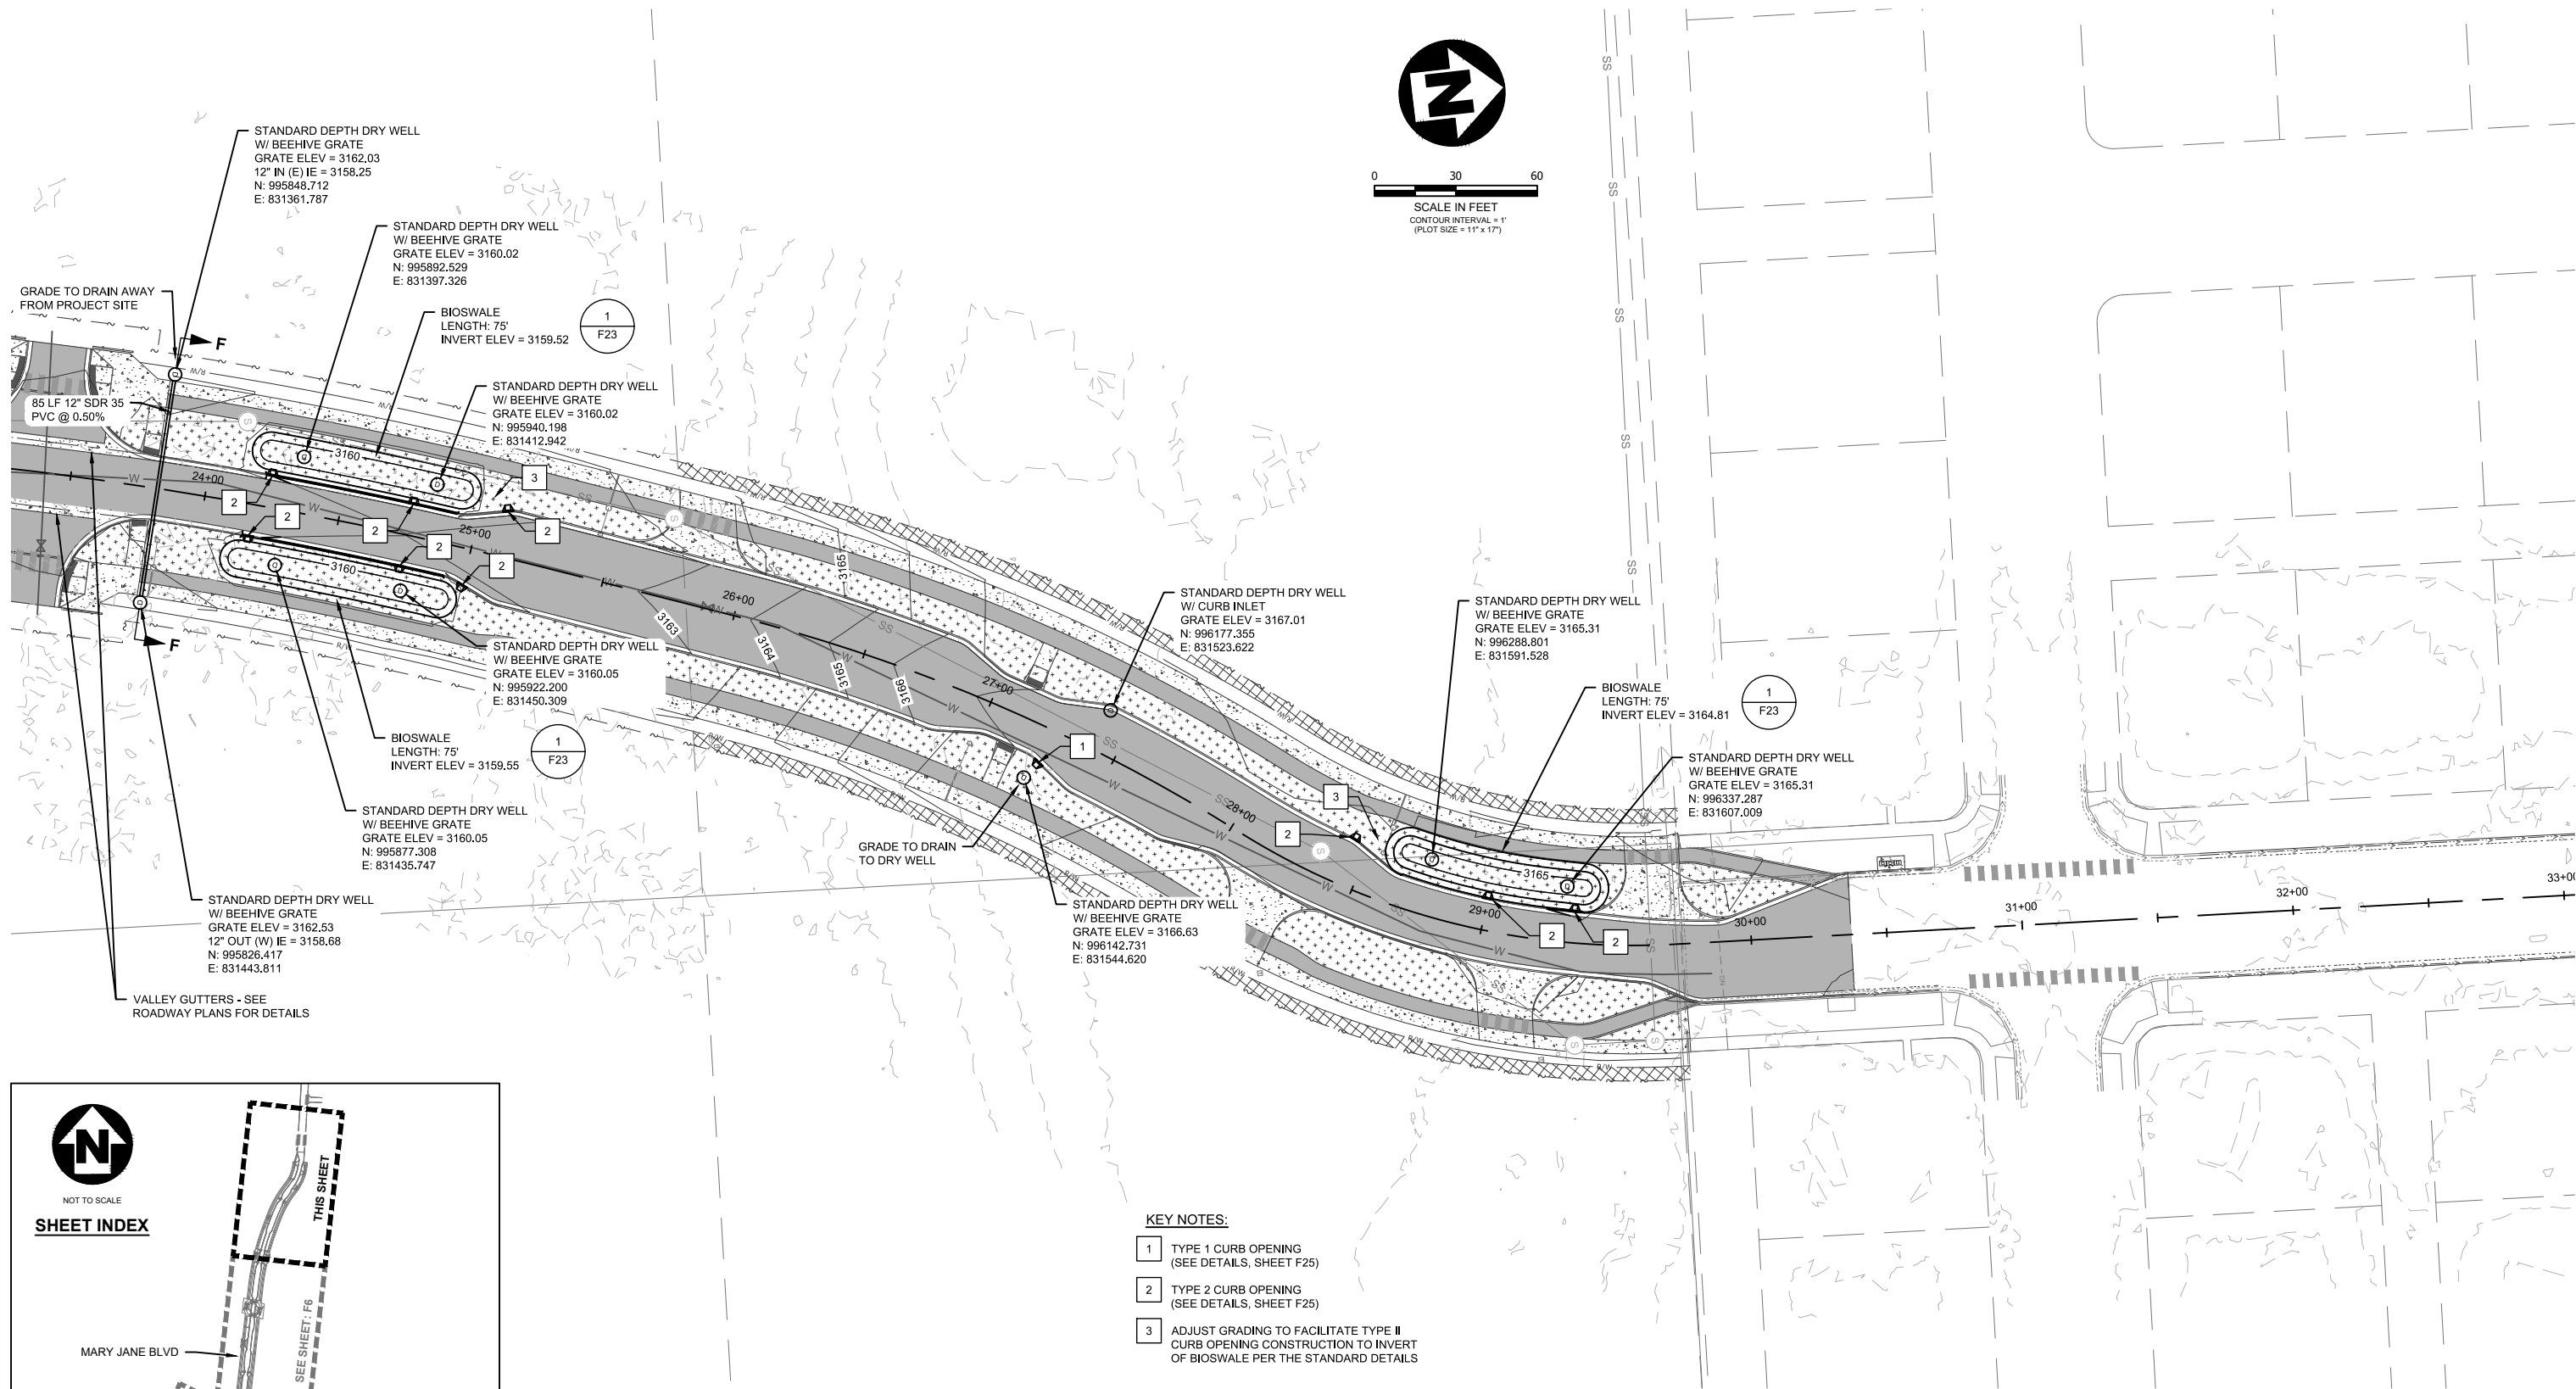 N
0 30 60
SCALE IN FEET
CONTOUR INTERVAL = 1'
(PLOT SIZE = 11" x 17")
STANDARD DEPTH DRY WELL
W/ BEEHIVE GRATE
GRATE ELEV = 3162.03
12" IN (E) IE = 3158.25
N: 995848.712
E: 831361.787
STANDARD DEPTH DRY WELL
W/ BEEHIVE GRATE
GRATE ELEV = 3160.02
N: 995892.529
E: 831397.326
GRADE TO DRAIN AWAY
FROM PROJECT SITE
BIOSWALE
LENGTH: 75'
INVERT ELEV = 3159.52
1
F23
F
STANDARD DEPTH DRY WELL
W/ BEEHIVE GRATE
GRATE ELEV = 3160.02
N: 995940.198
E: 831412.942
85 LF 12" SDR 35
PVC @ 0.50%
3160
24+00
25+00
26+00
27+00
28+00
29+00
30+00
31+00
32+00
33+00
3
2
2
2
2
2
2
3160
F
3163
3164
3165
3165
3166
STANDARD DEPTH DRY WELL
W/ BEEHIVE GRATE
GRATE ELEV = 3160.05
N: 995922.200
E: 831450.309
BIOSWALE
LENGTH: 75'
INVERT ELEV = 3159.55
1
F23
STANDARD DEPTH DRY WELL
W/ BEEHIVE GRATE
GRATE ELEV = 3160.05
N: 995877.308
E: 831435.747
STANDARD DEPTH DRY WELL
W/ BEEHIVE GRATE
GRATE ELEV = 3162.53
12" OUT (W) IE = 3158.68
N: 995826.417
E: 831443.811
VALLEY GUTTERS - SEE
ROADWAY PLANS FOR DETAILS
STANDARD DEPTH DRY WELL
W/ CURB INLET
GRATE ELEV = 3167.01
N: 996177.355
E: 831523.622
1
GRADE TO DRAIN
TO DRY WELL
STANDARD DEPTH DRY WELL
W/ BEEHIVE GRATE
GRATE ELEV = 3166.63
N: 996142.731
E: 831544.620
STANDARD DEPTH DRY WELL
W/ BEEHIVE GRATE
GRATE ELEV = 3165.31
N: 996288.801
E: 831591.528
BIOSWALE
LENGTH: 75'
INVERT ELEV = 3164.81
1
F23
STANDARD DEPTH DRY WELL
W/ BEEHIVE GRATE
GRATE ELEV = 3165.31
N: 996337.287
E: 831607.009
3
2
3165
2
2
N
NOT TO SCALE
SHEET INDEX
THIS SHEET
SEE SHEET: F6
MARY JANE BLVD
KEY NOTES:
1 TYPE 1 CURB OPENING
(SEE DETAILS, SHEET F25)
2 TYPE 2 CURB OPENING
(SEE DETAILS, SHEET F25)
3 ADJUST GRADING TO FACILITATE TYPE II
CURB OPENING CONSTRUCTION TO INVERT
OF BIOSWALE PER THE STANDARD DETAILS